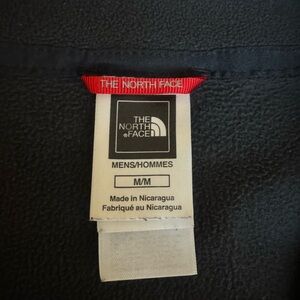 THE NORTH FACE
THE
NORTH
FACE
MENS/HOMMES
M/M
Made in Nicaragua
Fabriqué au Nicaragua